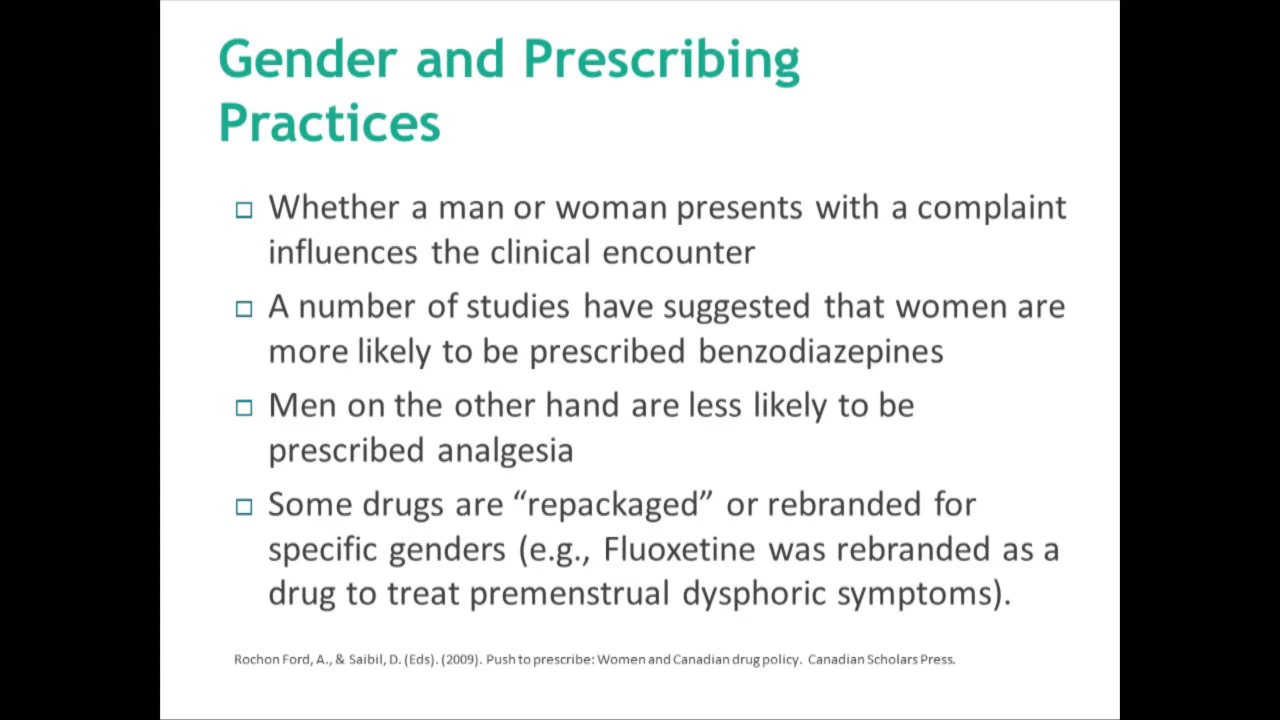 Gender and Prescribing
Practices
Whether a man or woman presents with a complaint
influences the clinical encounter
A number of studies have suggested that women are
more likely to be prescribed benzodiazepines
Men on the other hand are less likely to be
prescribed analgesia
Some drugs are “repackaged” or rebranded for
specific genders (e.g., Fluoxetine was rebranded as a
drug to treat premenstrual dysphoric symptoms).
Rochon Ford, A., & Saibil, D. (Eds). (2009). Push to prescribe: Women and Canadian drug policy. Canadian Scholars Press.